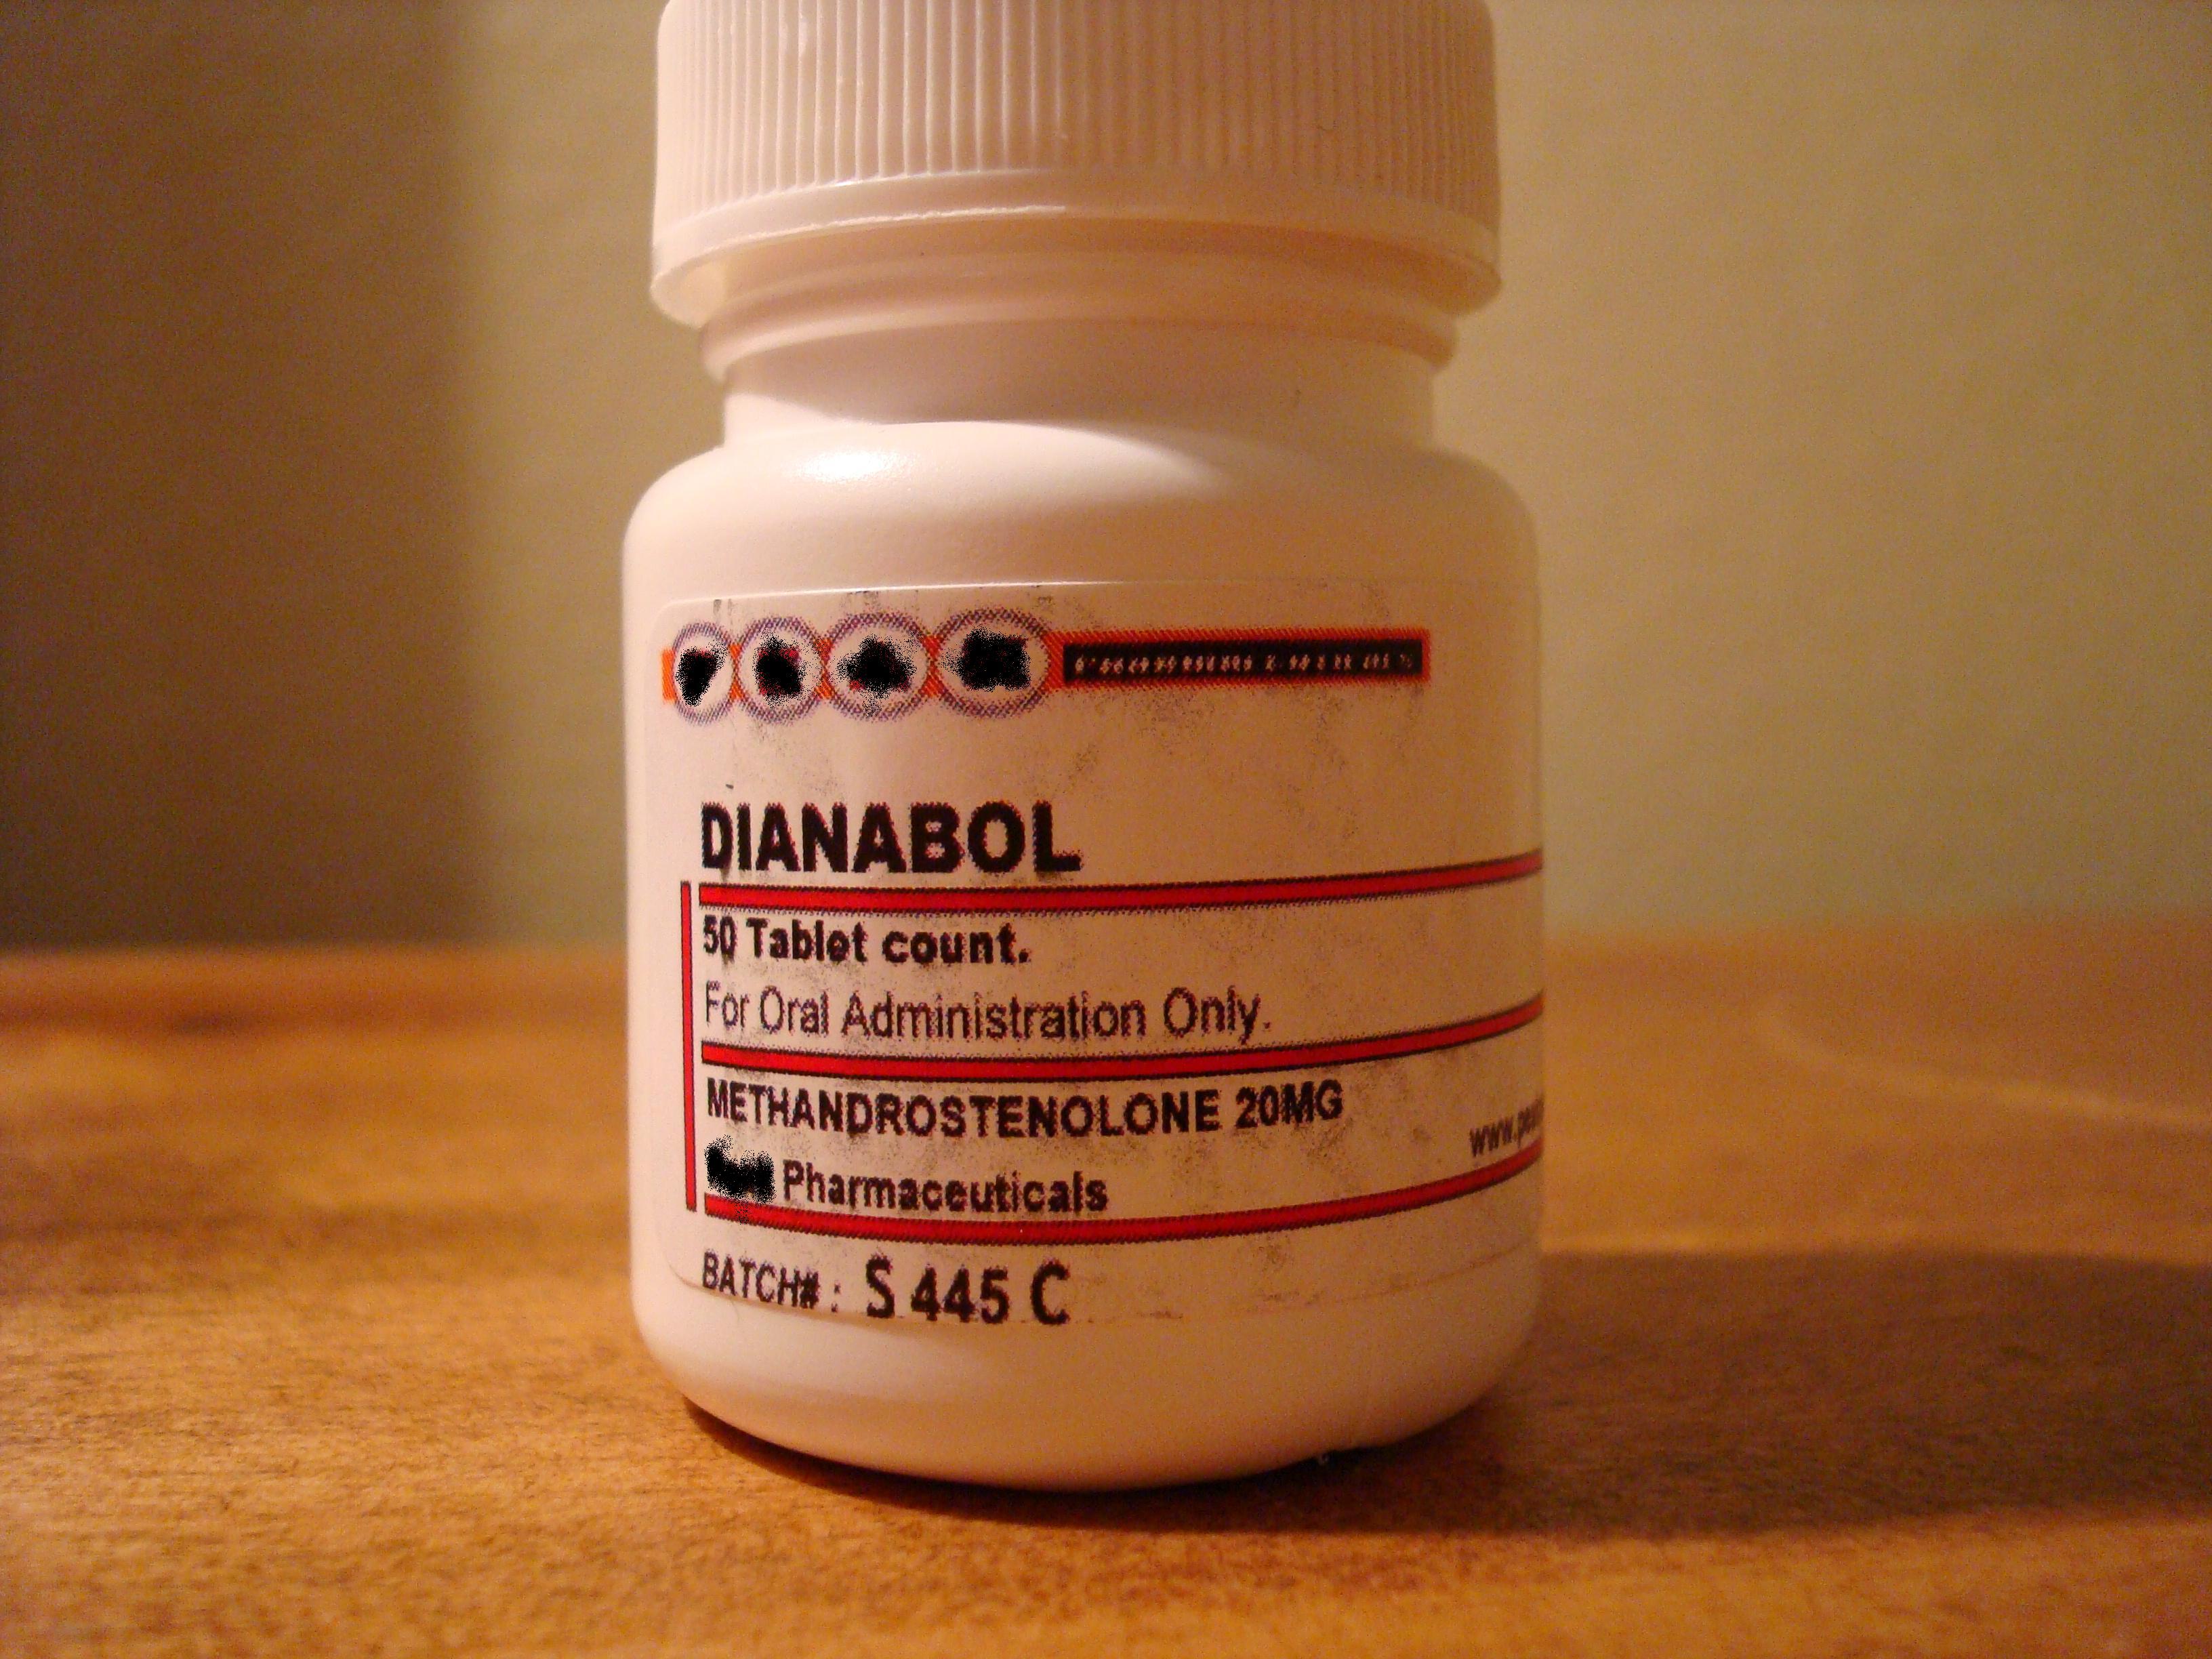 DIANABOL
50 Tablet count.
For Oral Administration Only.
METHANDROSTENOLONE 20MG
Pharmaceuticals
BATCH# : S 445 C